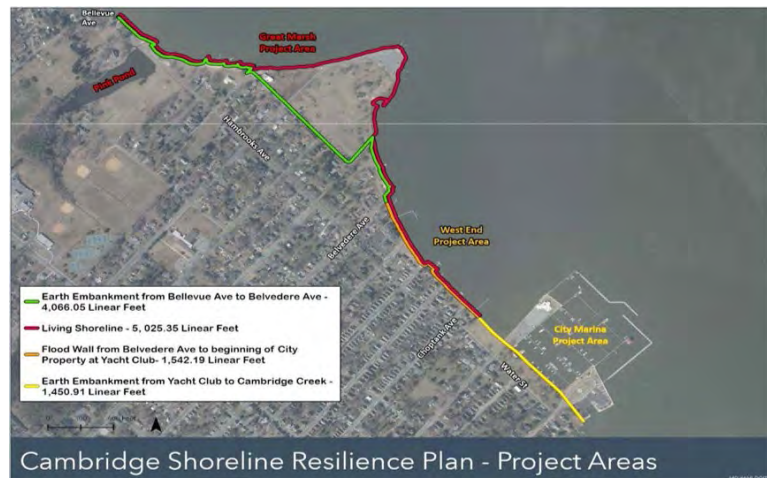 Bellevue
Ave
Great Marsh
Project Area
Pink Pond
Hambrooks Ave
West End
Project Area
Belvedere Ave
City Marina
Project Area
Choptank Ave
Water St
Earth Embankment from Bellevue Ave to Belvedere Ave -
4,066.05 Linear Feet
Living Shoreline - 5, 025.35 Linear Feet
Flood Wall from Belvedere Ave to beginning of City
Property at Yacht Club- 1,542.19 Linear Feet
Earth Embankment from Yacht Club to Cambridge Creek -
1,450.91 Linear Feet
Cambridge Shoreline Resilience Plan - Project Areas